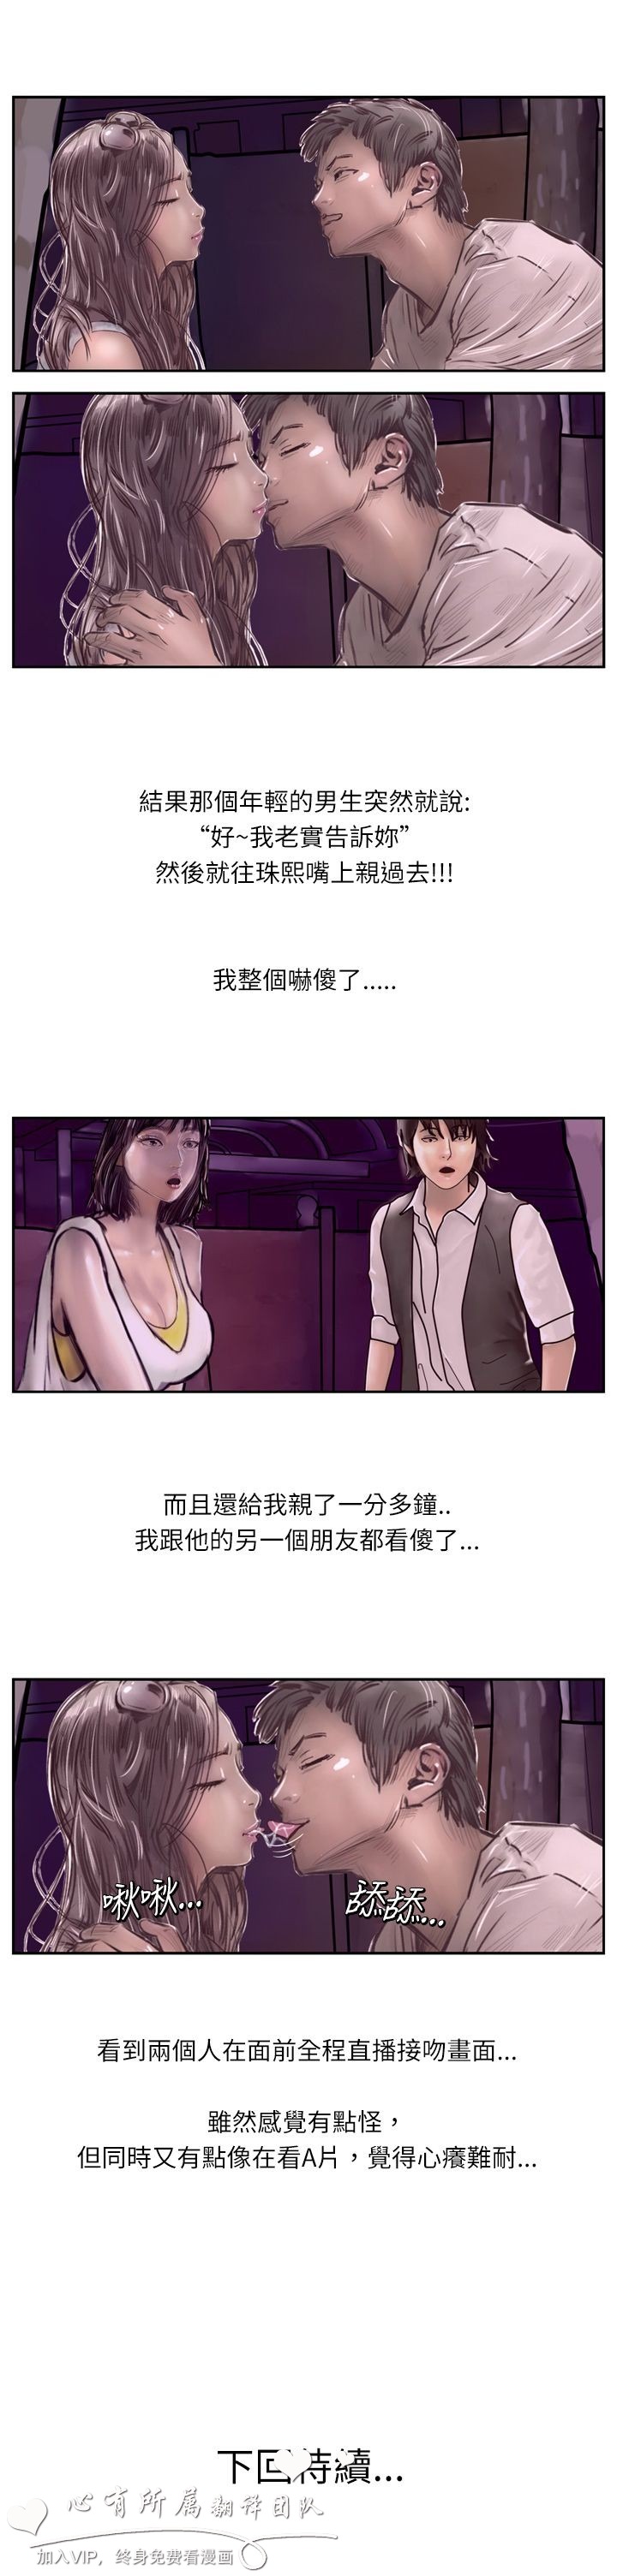 結果那個年輕的男生突然就說:
“好~我老實告訴妳”
然後就往珠熙嘴上親過去!!!
我整個嚇傻了.....
而且還給我親了一分多鐘..
我跟他的另一個朋友都看傻了...
啾啾...
舔舔...
看到兩個人在面前全程直播接吻畫面...
雖然感覺有點怪，
但同時又有點像在看A片，覺得心癢難耐...
下回待續...
心有所属翻译团队
加入VIP，终身免费看漫画